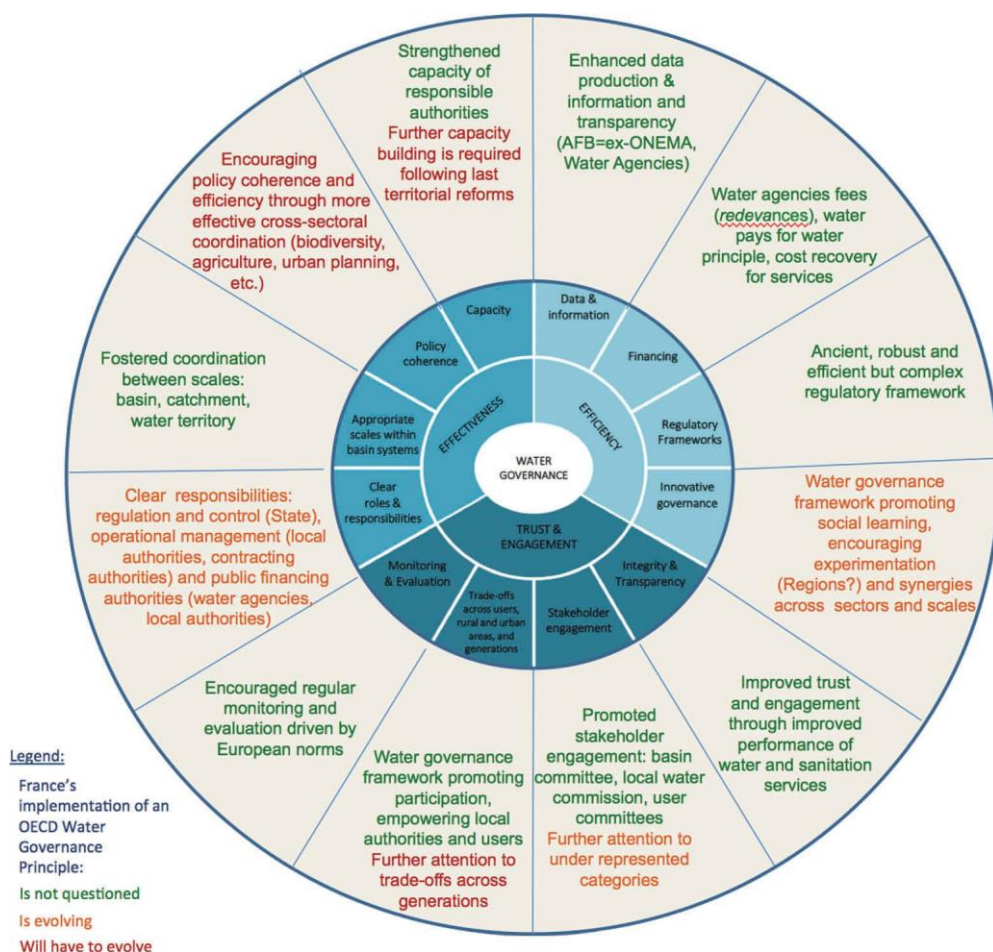 Strengthened
capacity of
responsible
authorities
Further capacity
building is required
following last
territorial reforms
Enhanced data
production &
information and
transparency
(AFB=ex-ONEMA,
Water Agencies)
Water agencies fees
(redevances), water
pays for water
principle, cost recovery
for services
Ancient, robust and
efficient but complex
regulatory framework
Water governance
framework promoting
social learning,
encouraging
experimentation
(Regions?) and synergies
across sectors and scales
Improved trust
and engagement
through improved
performance of
water and sanitation
services
Promoted
stakeholder
engagement: basin
committee, local water
commission, user
committees
Further attention to
under represented
categories
Water governance
framework promoting
participation,
empowering local
authorities and users
Further attention to
trade-offs across
generations
Encouraged regular
monitoring and
evaluation driven by
European norms
Clear responsibilities:
regulation and control (State),
operational management (local
authorities, contracting
authorities) and public financing
authorities (water agencies,
local authorities)
Fostered coordination
between scales:
basin, catchment,
water territory
Encouraging
policy coherence and
efficiency through more
effective cross-sectoral
coordination (biodiversity,
agriculture, urban planning,
etc.)
Capacity
Data &
information
Financing
Regulatory
Frameworks
Innovative
governance
Integrity &
Transparency
Stakeholder
engagement
Trade-offs
across users,
rural and urban
areas, and
generations
Monitoring
& Evaluation
Clear
roles &
responsibilities
Appropriate
scales within
basin systems
Policy
coherence
EFFECTIVENESS
EFFICIENCY
TRUST &
ENGAGEMENT
WATER
GOVERNANCE
Legend:
France's
implementation of an
OECD Water
Governance
Principle:
Is not questioned
Is evolving
Will have to evolve